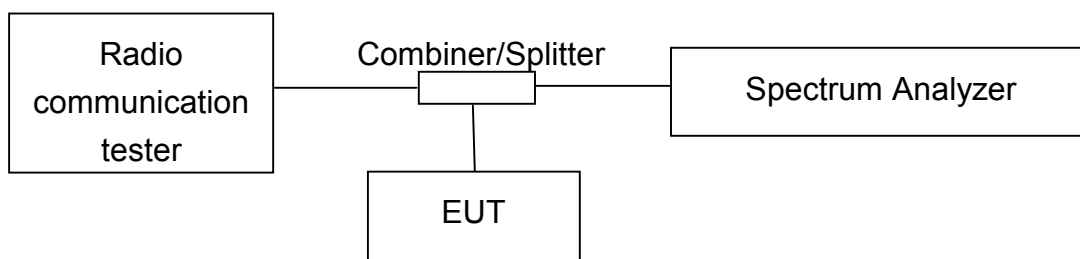 Radio
communication
tester
Combiner/Splitter
Spectrum Analyzer
EUT